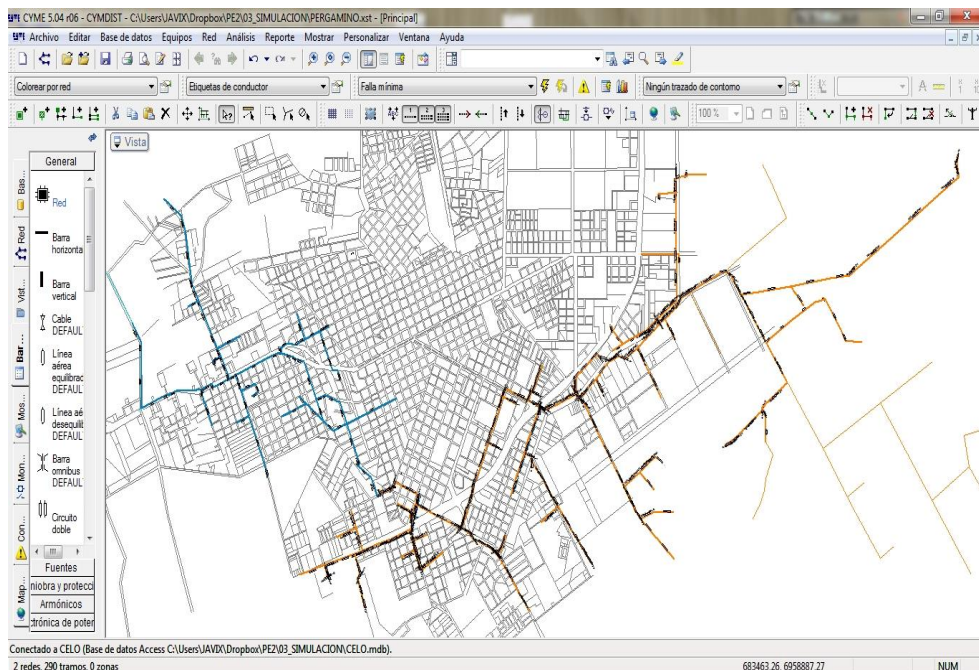 CYME 5.04 r06 - CYMDIST - C:\Users\JAVIX\Dropbox\PE2\03_SIMULACION\PERGAMINO.xst - [Principal]
Archivo Editar Base de datos Equipos Red Análisis Reporte Mostrar Personalizar Ventana Ayuda
Colorear por red
Etiquetas de conductor
Falla mínima
Ningún trazado de contorno
100 %
Vista
General
Red
Barra
horizonta
Barra
vertical
Cable
DEFAUL
Línea
aérea
equilibrac
DEFAUL
Línea aé
desequilib
DEFAUL
Barra
omnibus
DEFAUL
Circuito
doble
Fuentes
niobra y protecci
Armónicos
ctrónica de poter
Bas...
Red
Vist...
Bar...
Mos...
Mon...
Con...
Map...
Conectado a CELO (Base de datos Access C:\Users\JAVIX\Dropbox\PE2\03_SIMULACION\CELO.mdb).
2 redes, 290 tramos, 0 zonas
683463.26, 6958887.27
NUM